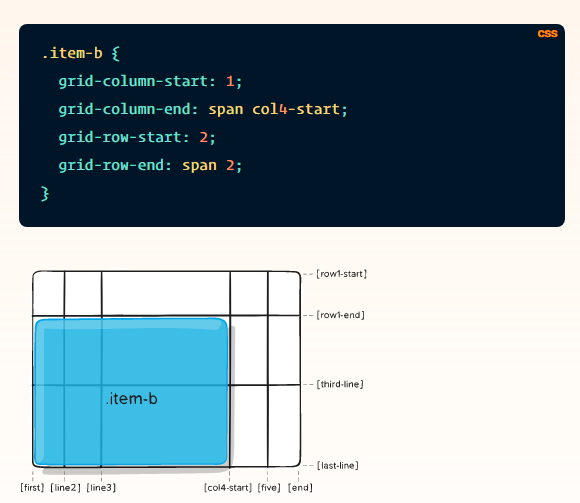 css
.item-b {
  grid-column-start: 1;
  grid-column-end: span col4-start;
  grid-row-start: 2;
  grid-row-end: span 2;
}
[row1-start]
[row1-end]
[third-line]
.item-b
[last-line]
[first] [line2] [line3] [col4-start] [five] [end]